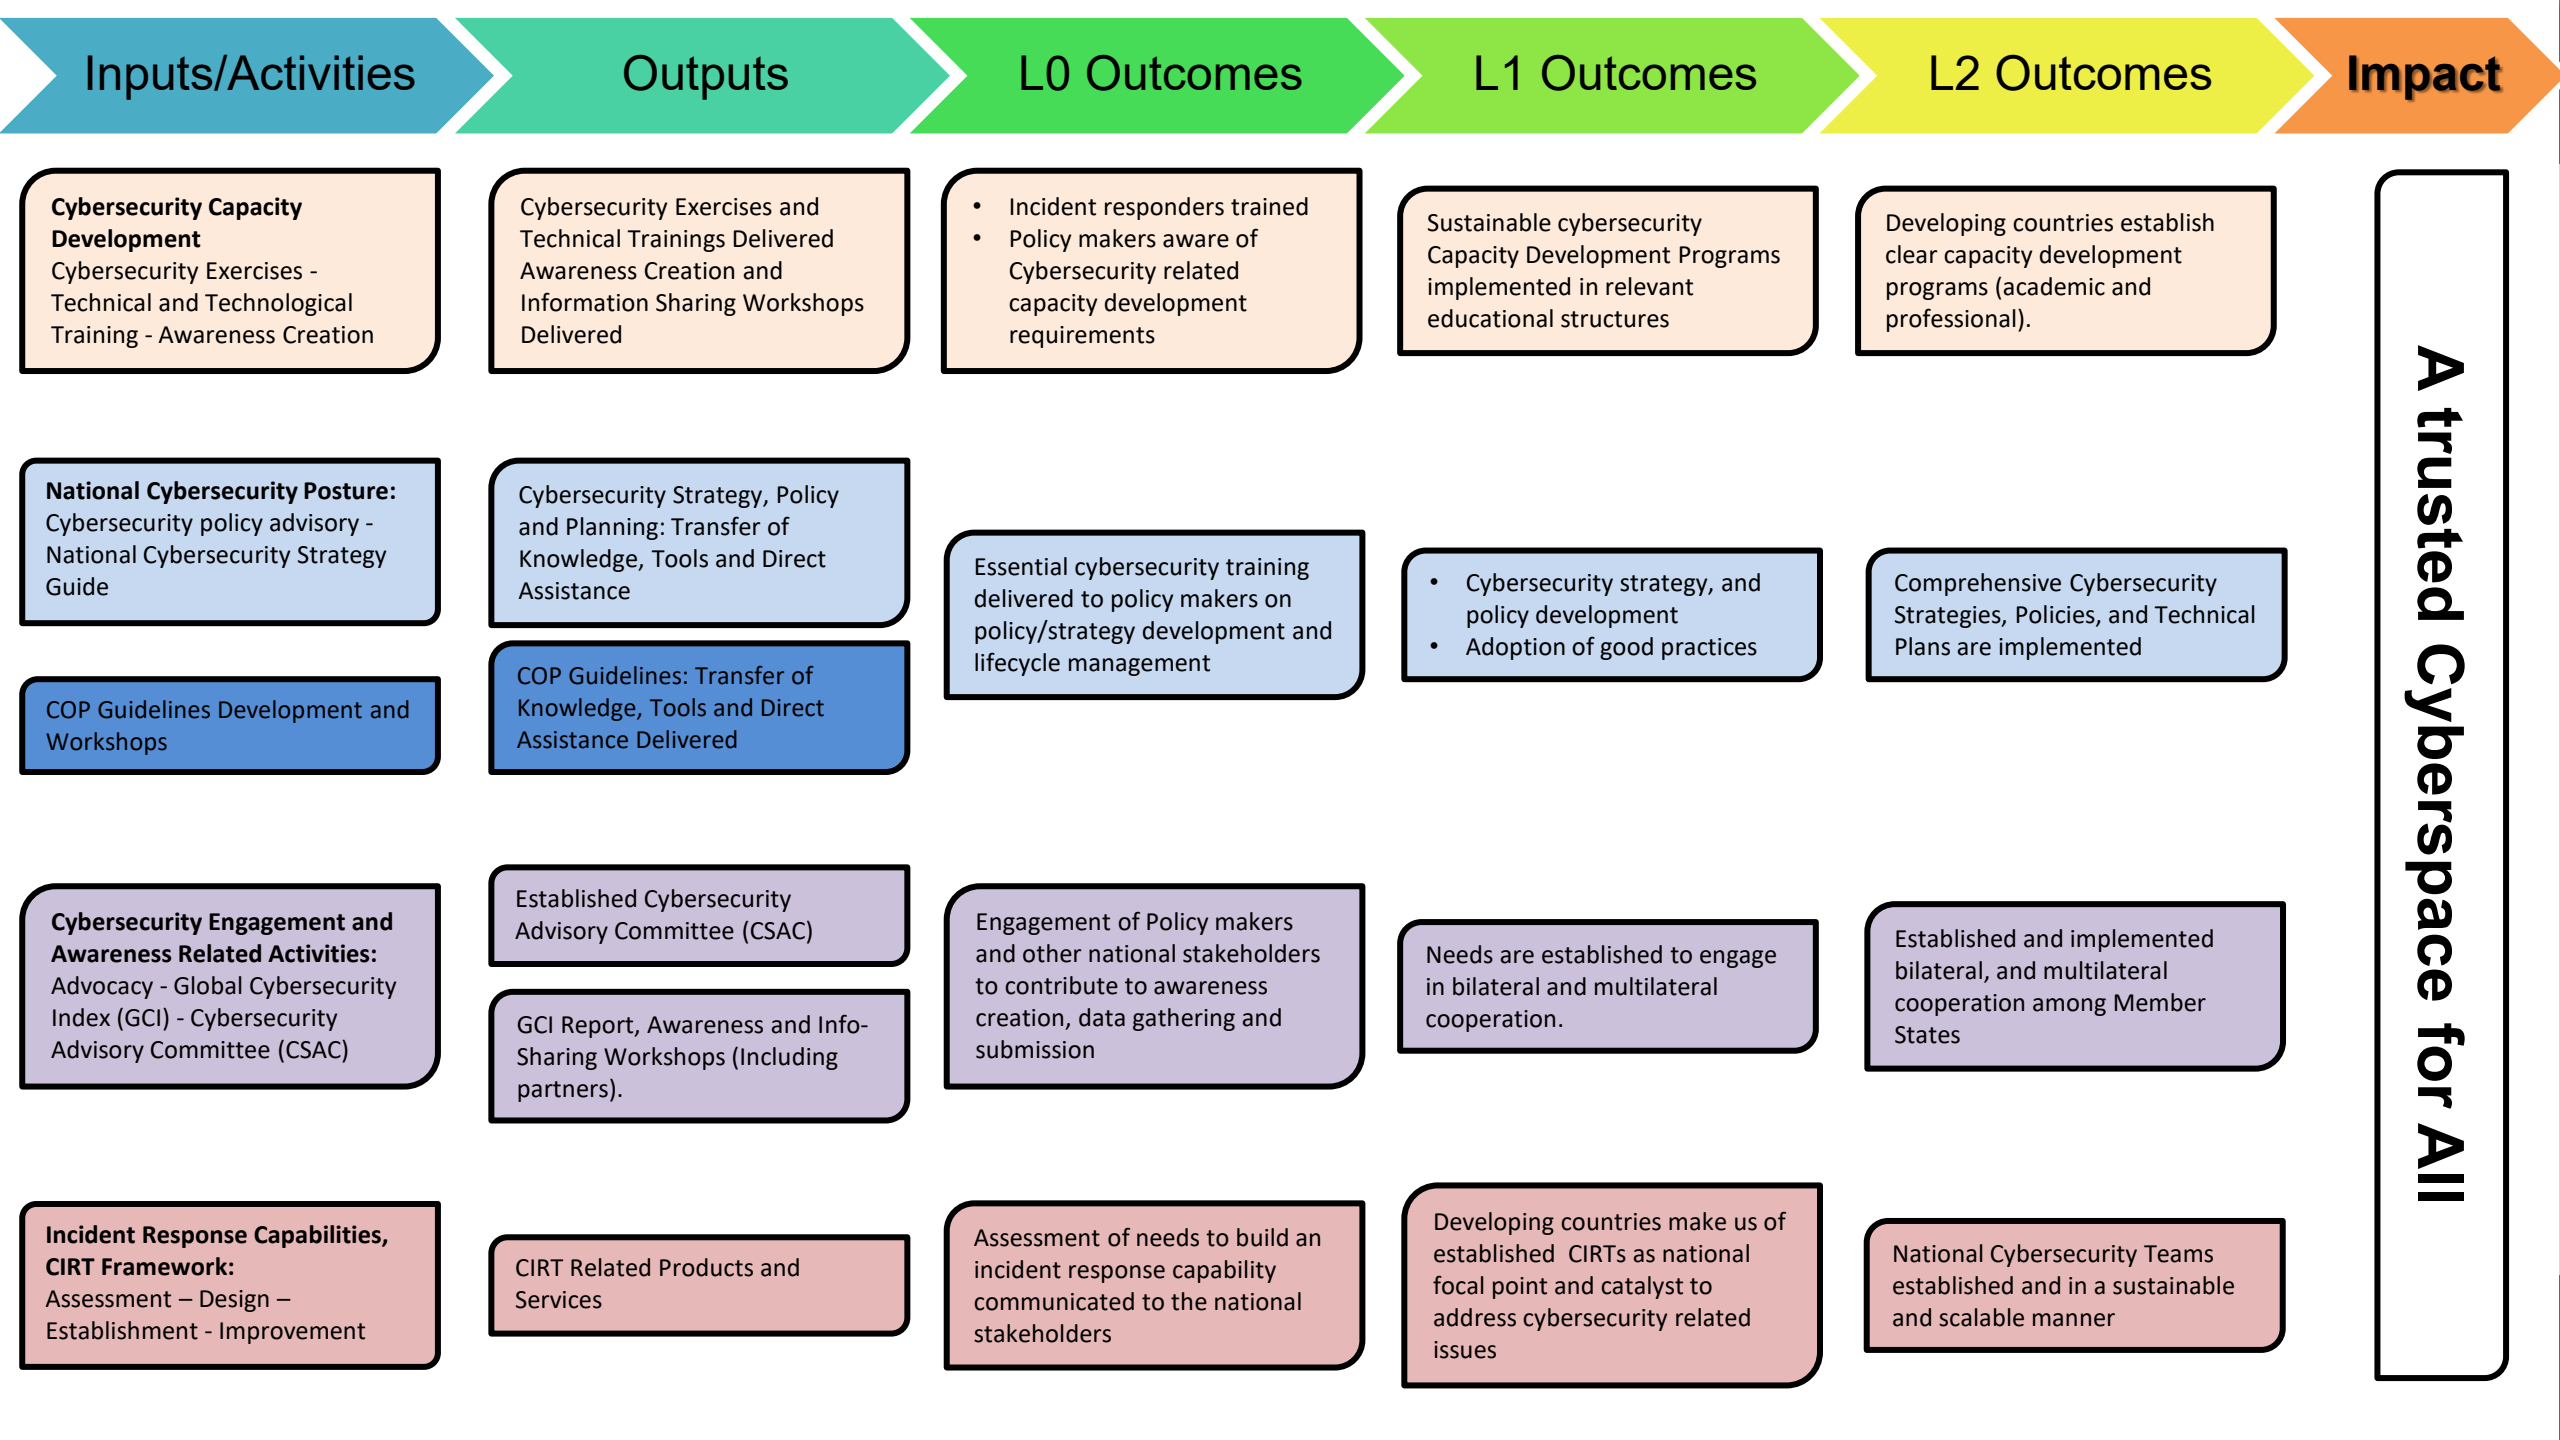 Inputs/Activities
Outputs
L0 Outcomes
L1 Outcomes
L2 Outcomes
Impact
Cybersecurity Capacity
Development
Cybersecurity Exercises -
Technical and Technological
Training - Awareness Creation
Cybersecurity Exercises and
Technical Trainings Delivered
Awareness Creation and
Information Sharing Workshops
Delivered
• Incident responders trained
• Policy makers aware of
Cybersecurity related
capacity development
requirements
Sustainable cybersecurity
Capacity Development Programs
implemented in relevant
educational structures
Developing countries establish
clear capacity development
programs (academic and
professional).
National Cybersecurity Posture:
Cybersecurity policy advisory -
National Cybersecurity Strategy
Guide
COP Guidelines Development and
Workshops
Cybersecurity Strategy, Policy
and Planning: Transfer of
Knowledge, Tools and Direct
Assistance
COP Guidelines: Transfer of
Knowledge, Tools and Direct
Assistance Delivered
Essential cybersecurity training
delivered to policy makers on
policy/strategy development and
lifecycle management
• Cybersecurity strategy, and
policy development
• Adoption of good practices
Comprehensive Cybersecurity
Strategies, Policies, and Technical
Plans are implemented
Cybersecurity Engagement and
Awareness Related Activities:
Advocacy - Global Cybersecurity
Index (GCI) - Cybersecurity
Advisory Committee (CSAC)
Established Cybersecurity
Advisory Committee (CSAC)
GCI Report, Awareness and Info-
Sharing Workshops (Including
partners).
Engagement of Policy makers
and other national stakeholders
to contribute to awareness
creation, data gathering and
submission
Needs are established to engage
in bilateral and multilateral
cooperation.
Established and implemented
bilateral, and multilateral
cooperation among Member
States
Incident Response Capabilities,
CIRT Framework:
Assessment – Design –
Establishment - Improvement
CIRT Related Products and
Services
Assessment of needs to build an
incident response capability
communicated to the national
stakeholders
Developing countries make us of
established  CIRTs as national
focal point and catalyst to
address cybersecurity related
issues
National Cybersecurity Teams
established and in a sustainable
and scalable manner
A trusted Cyberspace for All